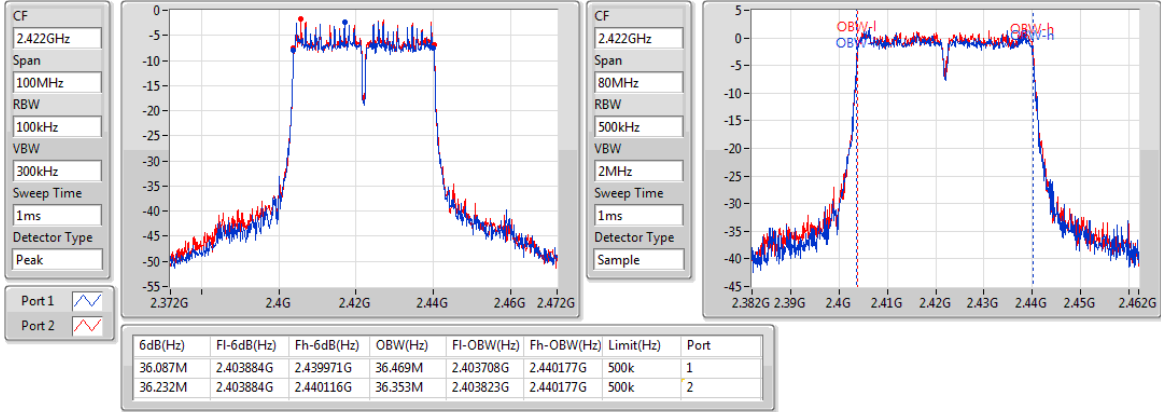 CF
2.422GHz
Span
100MHz
RBW
100kHz
VBW
300kHz
Sweep Time
1ms
Detector Type
Peak
Port 1
Port 2
0
-5
-10
-15
-20
-25
-30
-35
-40
-45
-50
-55
2.372G 2.4G 2.42G 2.44G 2.46G 2.472G
CF
2.422GHz
Span
80MHz
RBW
500kHz
VBW
2MHz
Sweep Time
1ms
Detector Type
Sample
5
0
-5
-10
-15
-20
-25
-30
-35
-40
-45
OBW-l
OBW-h
2.382G 2.39G 2.4G 2.41G 2.42G 2.43G 2.44G 2.45G 2.462G
6dB(Hz) Fl-6dB(Hz) Fh-6dB(Hz) OBW(Hz) Fl-OBW(Hz) Fh-OBW(Hz) Limit(Hz) Port
36.087M 2.403884G 2.439971G 36.469M 2.403708G 2.440177G 500k 1
36.232M 2.403884G 2.440116G 36.353M 2.403823G 2.440177G 500k 2